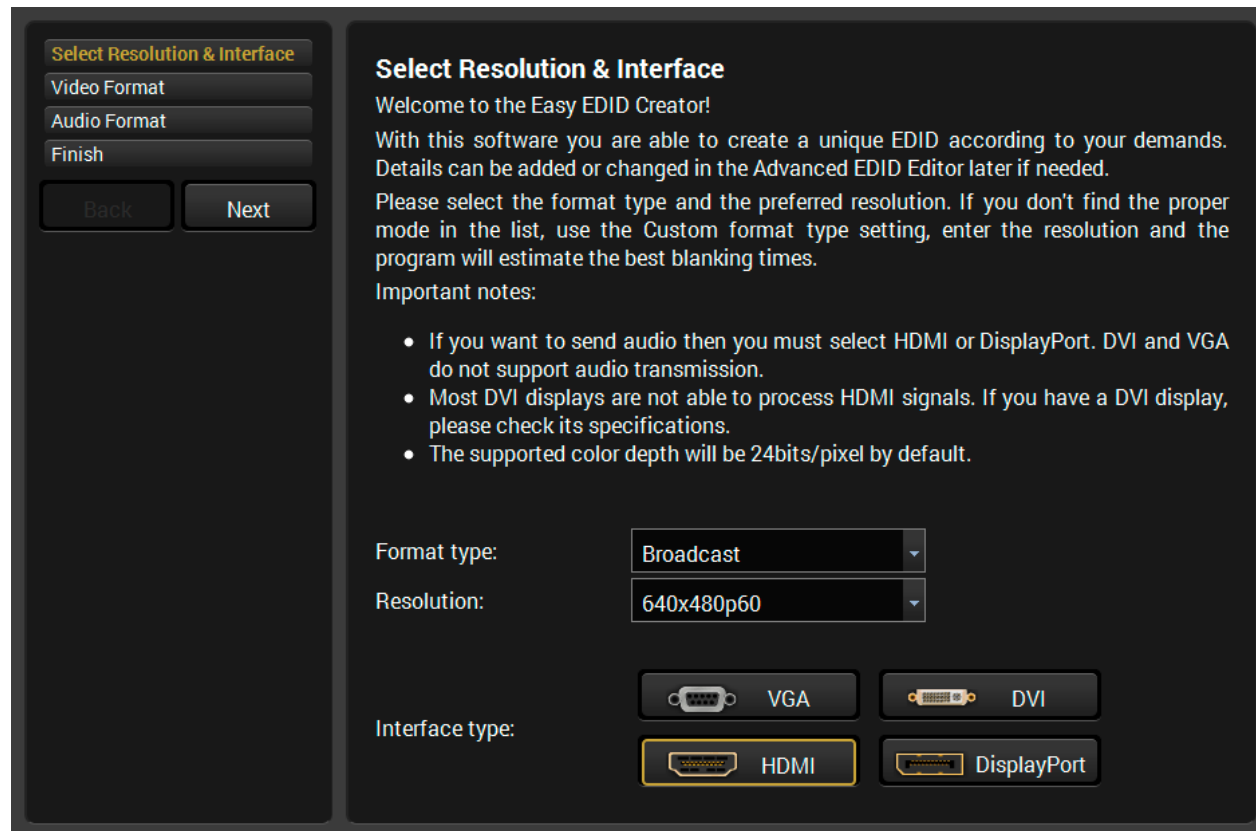 Select Resolution & Interface
Video Format
Audio Format
Finish
Back
Next
Select Resolution & Interface
Welcome to the Easy EDID Creator!
With this software you are able to create a unique EDID according to your demands.
Details can be added or changed in the Advanced EDID Editor later if needed.
Please select the format type and the preferred resolution. If you don't find the proper
mode in the list, use the Custom format type setting, enter the resolution and the
program will estimate the best blanking times.
Important notes:
• If you want to send audio then you must select HDMI or DisplayPort. DVI and VGA
do not support audio transmission.
• Most DVI displays are not able to process HDMI signals. If you have a DVI display,
please check its specifications.
• The supported color depth will be 24bits/pixel by default.
Format type:
Broadcast
Resolution:
640x480p60
Interface type:
VGA
DVI
HDMI
DisplayPort